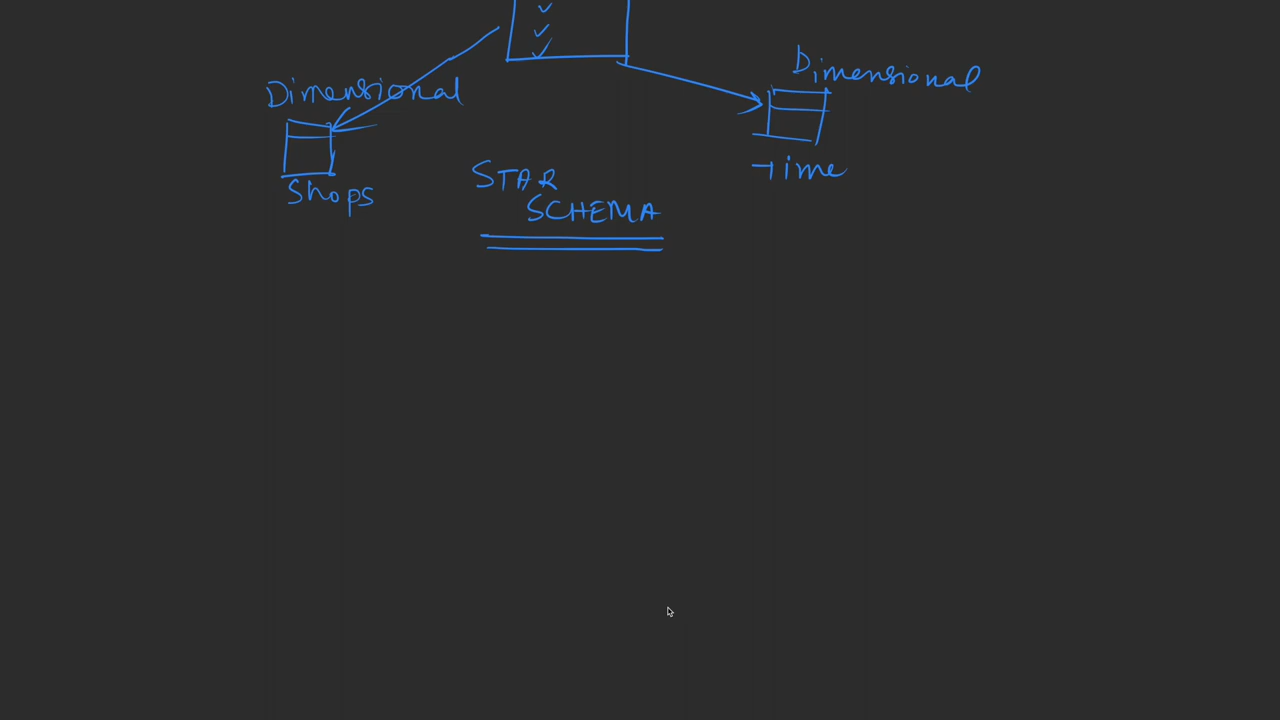 Dimensional
Dimensional
Time
Shops
STAR
SCHEMA